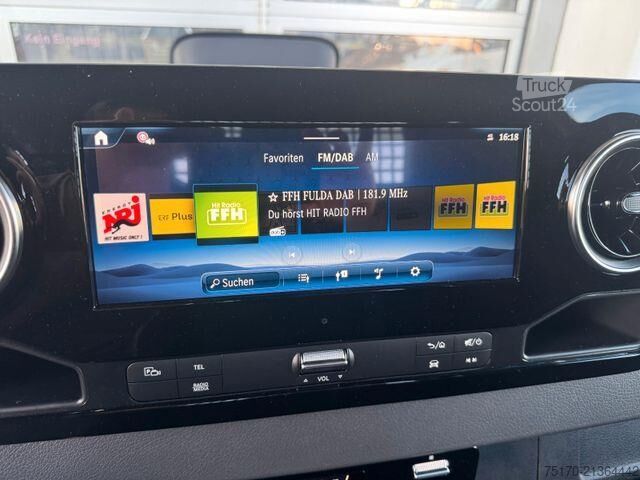 Kein Eingang
Truck
Scout24
16:18
Favoriten FM/DAB AM
ENERGY
NRJ
HIT MUSIC ONLY!
ERF Plus
Hit Radio
FFH
☆ FFH FULDA DAB | 181.9 MHz
Du hörst HIT RADIO FFH
Hit Radio
FFH
Hit Radio
FFH
Suchen
TEL
RADIO
MEDIA
VOL
75170-21364442